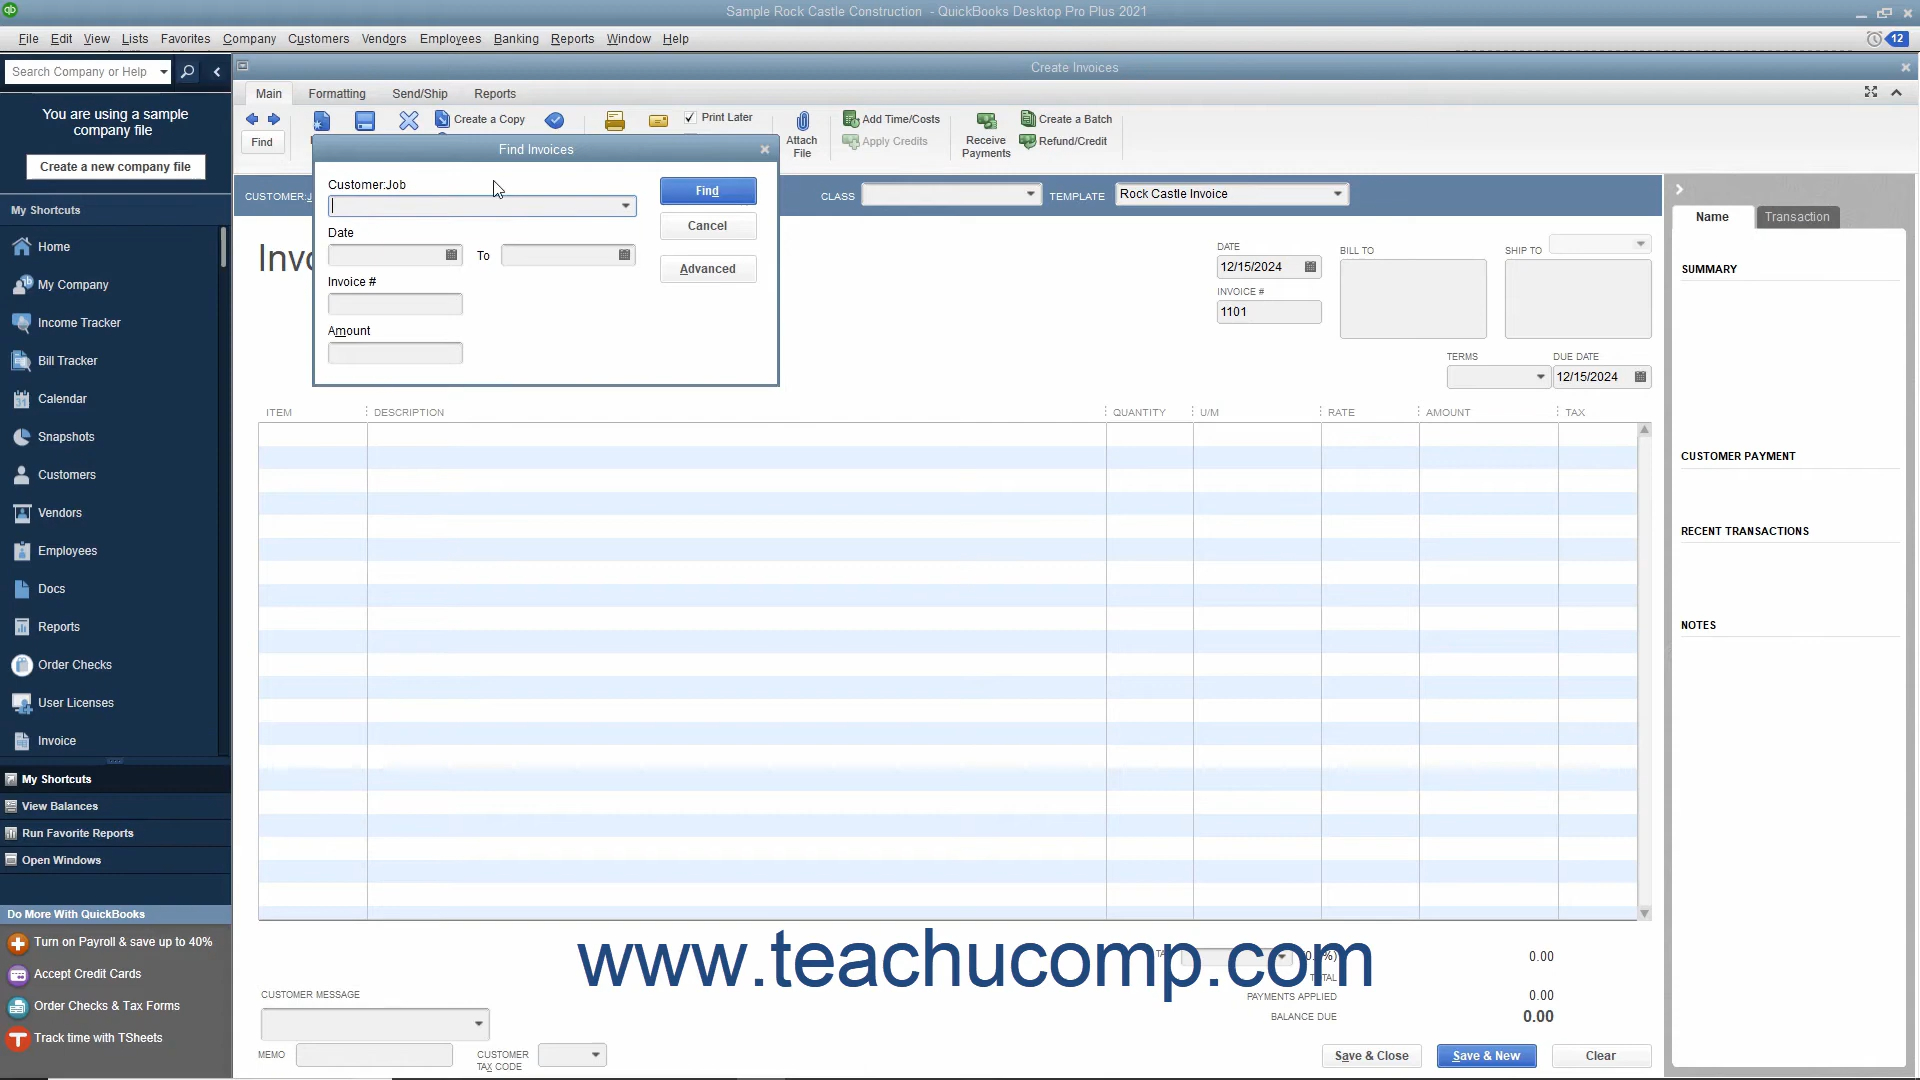 Sample Rock Castle Construction - QuickBooks Desktop Pro Plus 2021
File Edit View Lists Favorites Company Customers Vendors Employees Banking Reports Window Help
12
Search Company or Help
Create Invoices
Main Formatting Send/Ship Reports
You are using a sample
company file
Create a new company file
Find
Create a Copy
Print Later
Attach
File
Add Time/Costs
Apply Credits
Receive
Payments
Create a Batch
Refund/Credit
Find Invoices
Customer:Job
Find
Cancel
Date
To
Advanced
Invoice #
Amount
CUSTOMER:J
CLASS
TEMPLATE Rock Castle Invoice
Invo
DATE
12/15/2024
INVOICE #
1101
BILL TO
SHIP TO
TERMS
DUE DATE
12/15/2024
ITEM DESCRIPTION QUANTITY U/M RATE AMOUNT TAX
Name Transaction
SUMMARY
CUSTOMER PAYMENT
RECENT TRANSACTIONS
NOTES
My Shortcuts
Home
My Company
Income Tracker
Bill Tracker
31 Calendar
Snapshots
Customers
Vendors
Employees
Docs
Reports
Order Checks
User Licenses
Invoice
My Shortcuts
View Balances
Run Favorite Reports
Open Windows
Do More With QuickBooks
Turn on Payroll & save up to 40%
Accept Credit Cards
Order Checks & Tax Forms
Track time with TSheets
www.teachucomp.com
0.00
TOTAL
PAYMENTS APPLIED 0.00
BALANCE DUE 0.00
CUSTOMER MESSAGE
MEMO
CUSTOMER
TAX CODE
Save & Close Save & New Clear